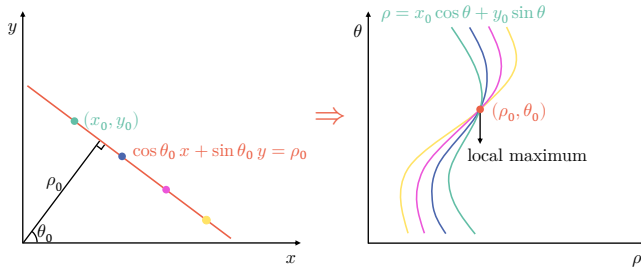 y
(x₀, y₀)
cos θ₀ x + sin θ₀ y = ρ₀
ρ₀
θ₀
x
⇒
ρ = x₀ cos θ + y₀ sin θ
θ
(ρ₀, θ₀)
local maximum
ρ